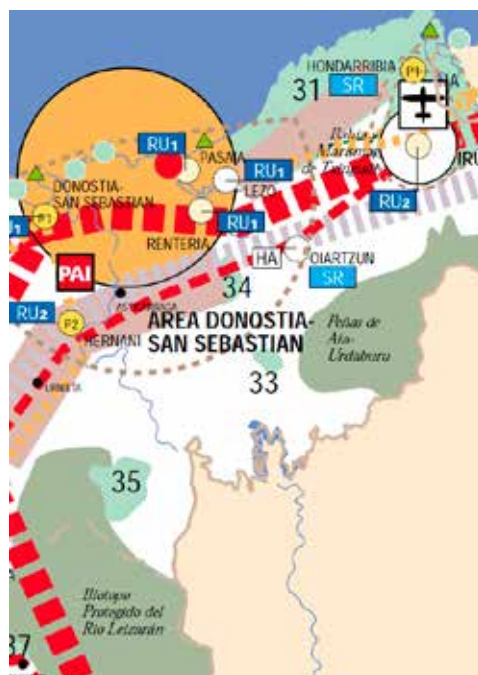 HONDARRIBIA
P1
31
SR
RU1
PASAIA
RU1
LEZO
DONOSTIA-
SAN SEBASTIAN
P1
RU1
RENTERIA
RU2
PAI
HA
OIARTZUN
SR
34
RU2
P2
HERNANI
AREA DONOSTIA-
SAN SEBASTIAN
Peñas de
Aia-
Urdaburu
URNIETA
33
35
Biotopo
Protegido del
Río Leizarán
37